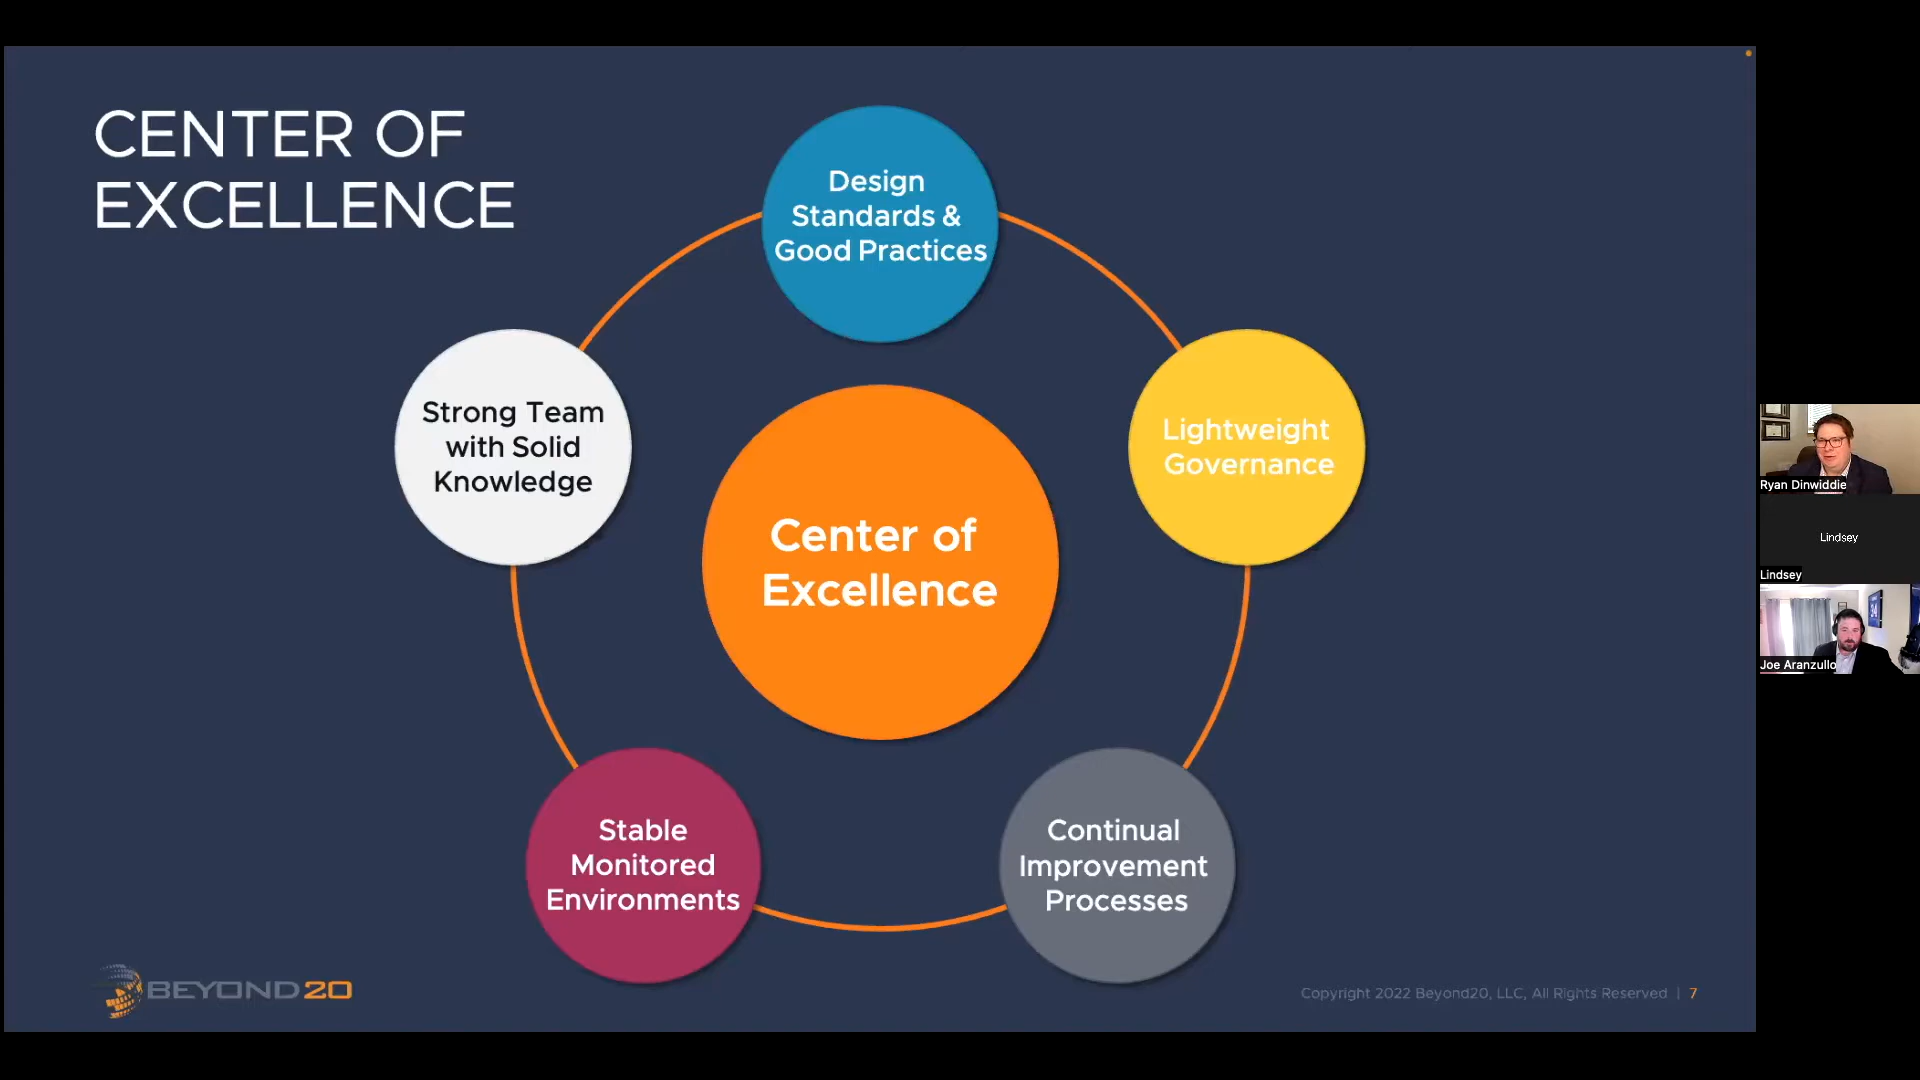 CENTER OF
EXCELLENCE
Design
Standards &
Good Practices
Strong Team
with Solid
Knowledge
Lightweight
Governance
Center of
Excellence
Stable
Monitored
Environments
Continual
Improvement
Processes
BEYOND20
Copyright 2022 Beyond20, LLC, All Rights Reserved | 7
Ryan Dinwiddie
Lindsey
Lindsey
Joe Aranzullo